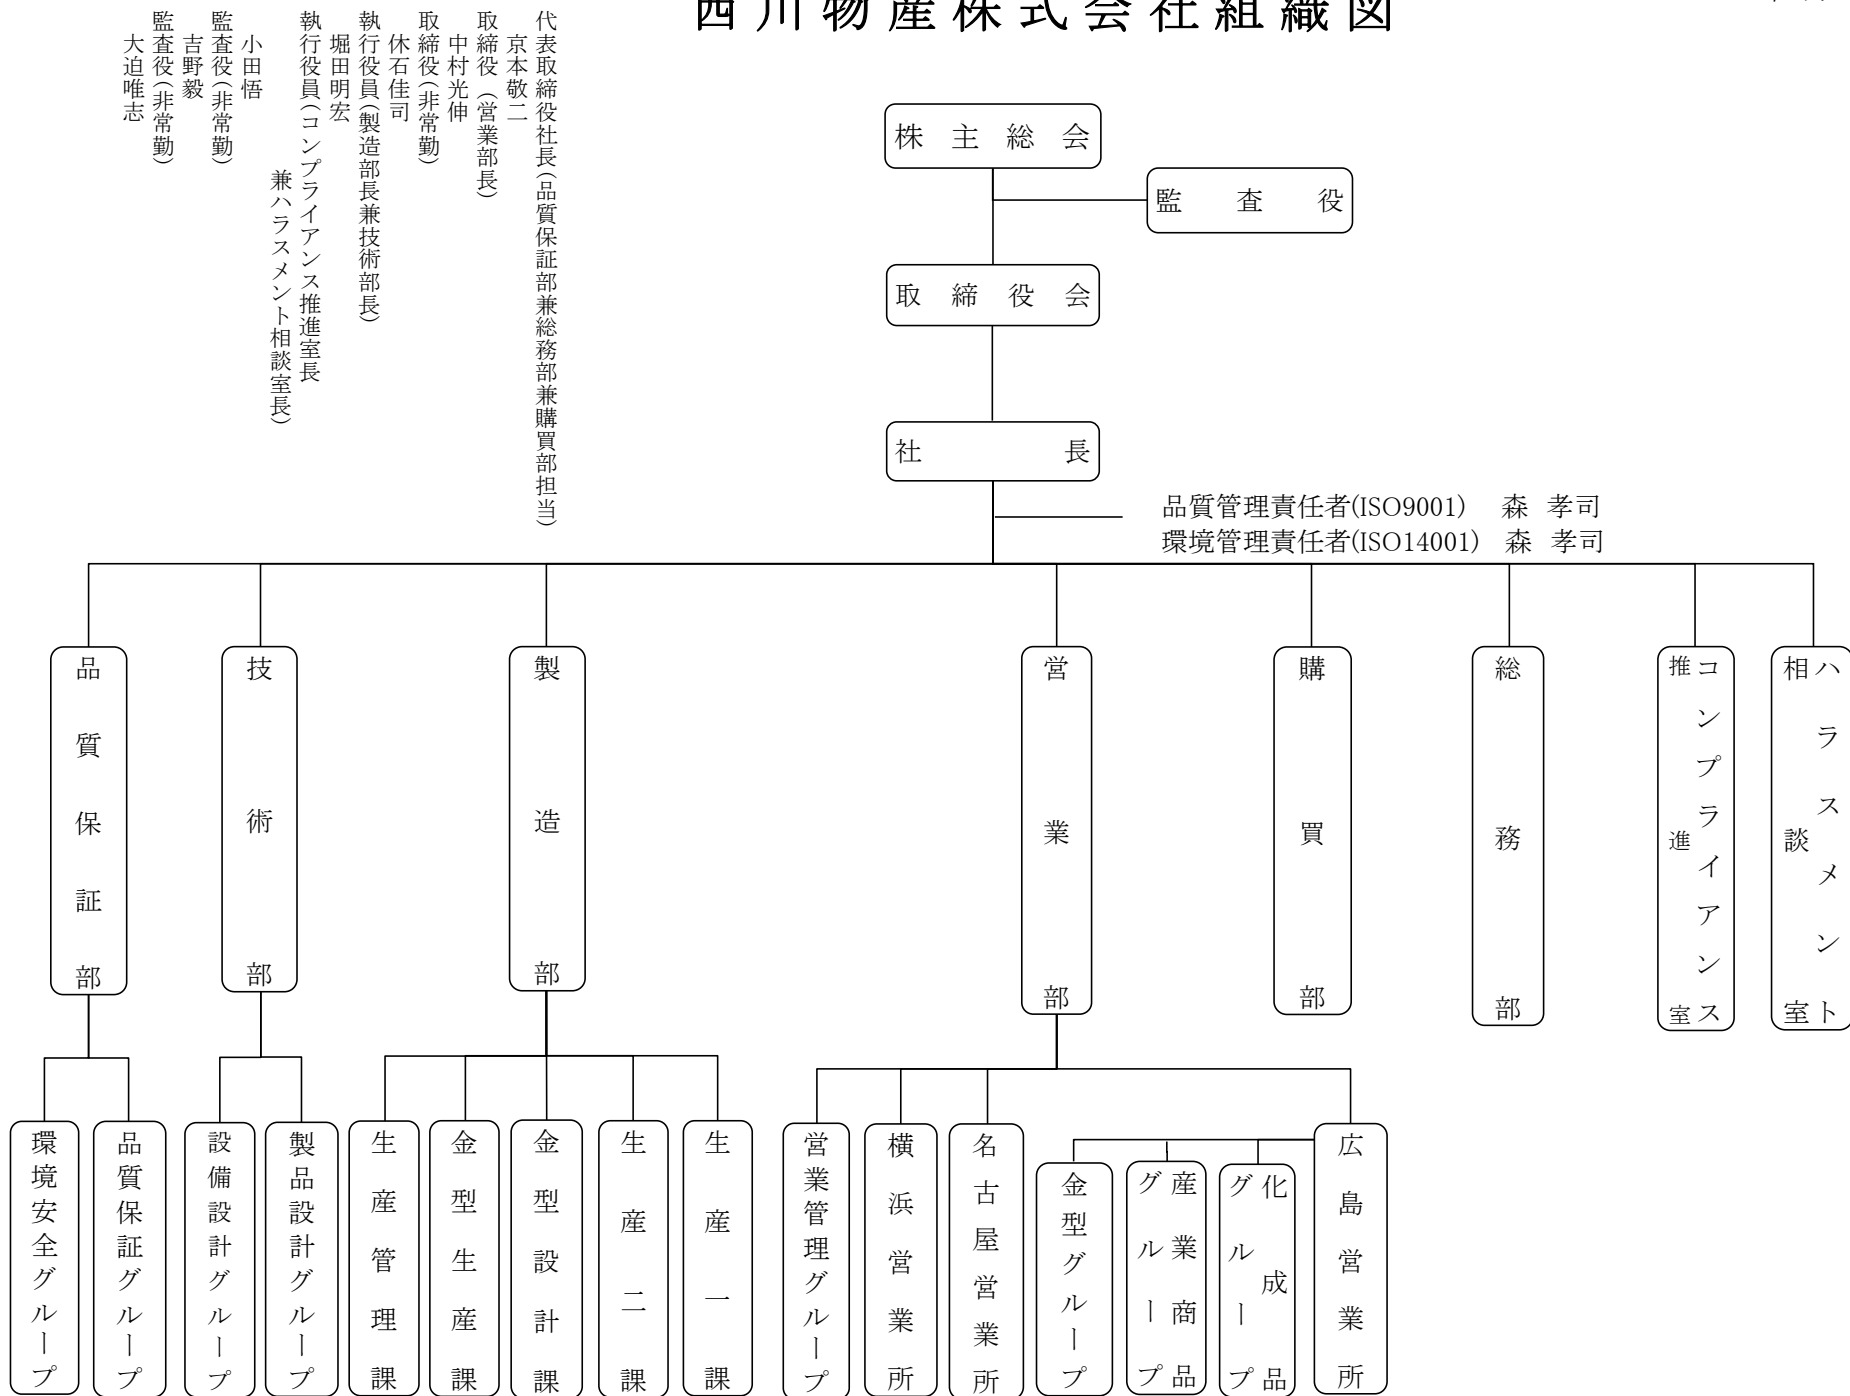 西川物産株式会社組織図
代表取締役社長(品質保証部兼総務部兼購買部担当)
京本敬二
取締役(営業部長)
中村光伸
取締役(非常勤)
休石佳司
執行役員(製造部長兼技術部長)
堀田明宏
執行役員(コンプライアンス推進室長
兼ハラスメント相談室長)
小田悟
監査役(非常勤)
吉野毅
監査役(非常勤)
大迫唯志
株主総会
監査役
取締役会
社長
品質管理責任者(ISO9001) 森 孝司
環境管理責任者(ISO14001) 森 孝司
ハラスメント
相談室
コンプライアンス
推進室
総務部
購買部
営業部
製造部
技術部
品質保証部
広島営業所
化成品
グループ
産業商品
グループ
金型グループ
名古屋営業所
横浜営業所
営業管理グループ
生産一課
生産二課
金型設計課
金型生産課
生産管理課
製品設計グループ
設備設計グループ
品質保証グループ
環境安全グループ